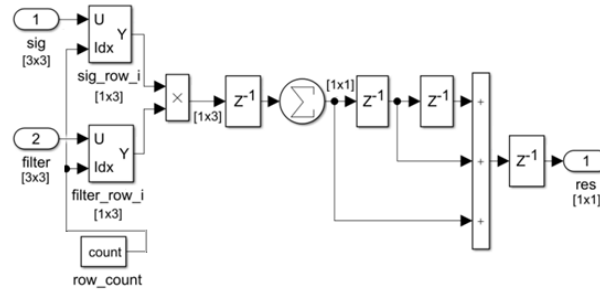 1
sig
[3x3]
U
Idx
Y
sig_row_i
[1x3]
2
filter
[3x3]
U
Idx
Y
filter_row_i
[1x3]
count
row_count
×
[1x3]
z-1
Σ
[1x1]
z-1
z-1
+
+
+
z-1
1
res
[1x1]